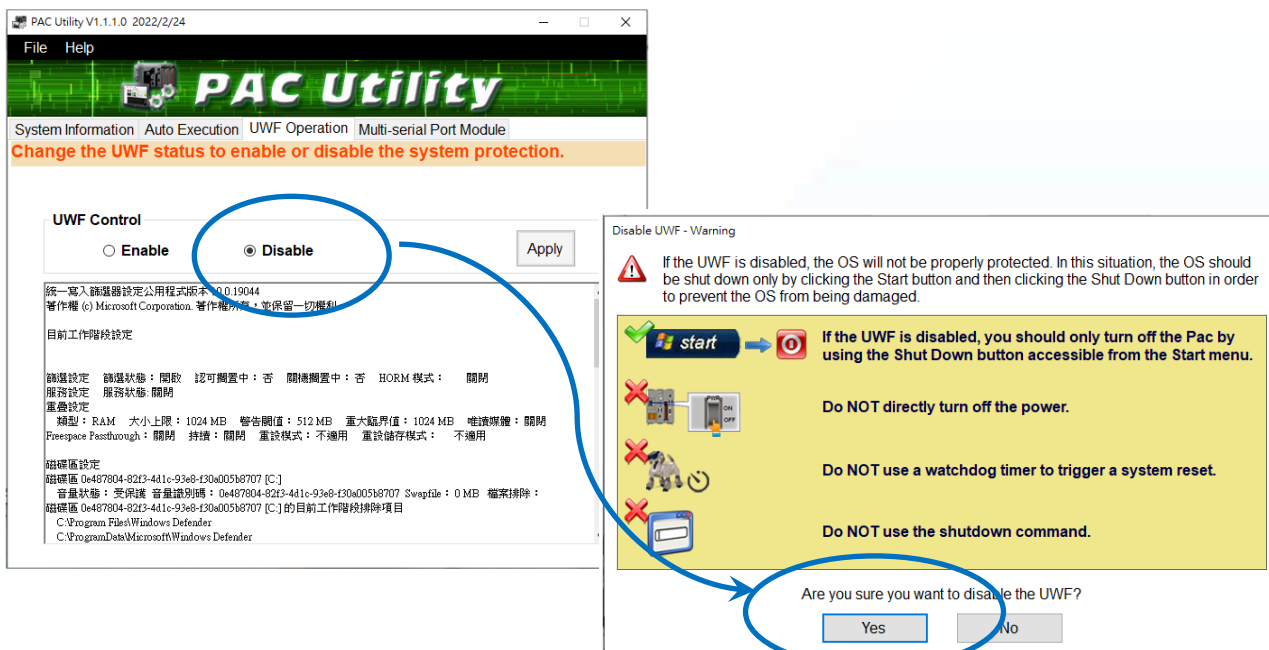 PAC Utility V1.1.1.0 2022/2/24
File Help
PAC Utility
System Information Auto Execution UWF Operation Multi-serial Port Module
Change the UWF status to enable or disable the system protection.
UWF Control
Enable Disable Apply
統一寫入篩選器設定公用程式版本 10.0.19044
著作權 (c) Microsoft Corporation. 著作權所有，並保留一切權利。
目前工作階段設定
篩選設定 篩選狀態：開啟 認可擱置中：否 關機擱置中：否 HORM 模式： 關閉
服務設定 服務狀態: 關閉
重疊設定
類型：RAM 大小上限：1024 MB 警告閾值：512 MB 重大臨界值：1024 MB 唯讀媒體：關閉
Freespace Passthrough：關閉 持續：關閉 重設模式：不適用 重設儲存模式： 不適用
磁碟區設定
磁碟區 0e487804-82f3-4d1c-93e8-f30a005b8707 [C:]
音量狀態：受保護 音量識別碼：0e487804-82f3-4d1c-93e8-f30a005b8707 Swapfile：0 MB 檔案排除：
磁碟區 0e487804-82f3-4d1c-93e8-f30a005b8707 [C:] 的目前工作階段排除項目
C:\Program Files\Windows Defender
C:\ProgramData\Microsoft\Windows Defender
Disable UWF - Warning
If the UWF is disabled, the OS will not be properly protected. In this situation, the OS should
be shut down only by clicking the Start button and then clicking the Shut Down button in order
to prevent the OS from being damaged.
start
If the UWF is disabled, you should only turn off the Pac by
using the Shut Down button accessible from the Start menu.
PWR
ON
OFF
Do NOT directly turn off the power.
Do NOT use a watchdog timer to trigger a system reset.
Do NOT use the shutdown command.
Are you sure you want to disable the UWF?
Yes No